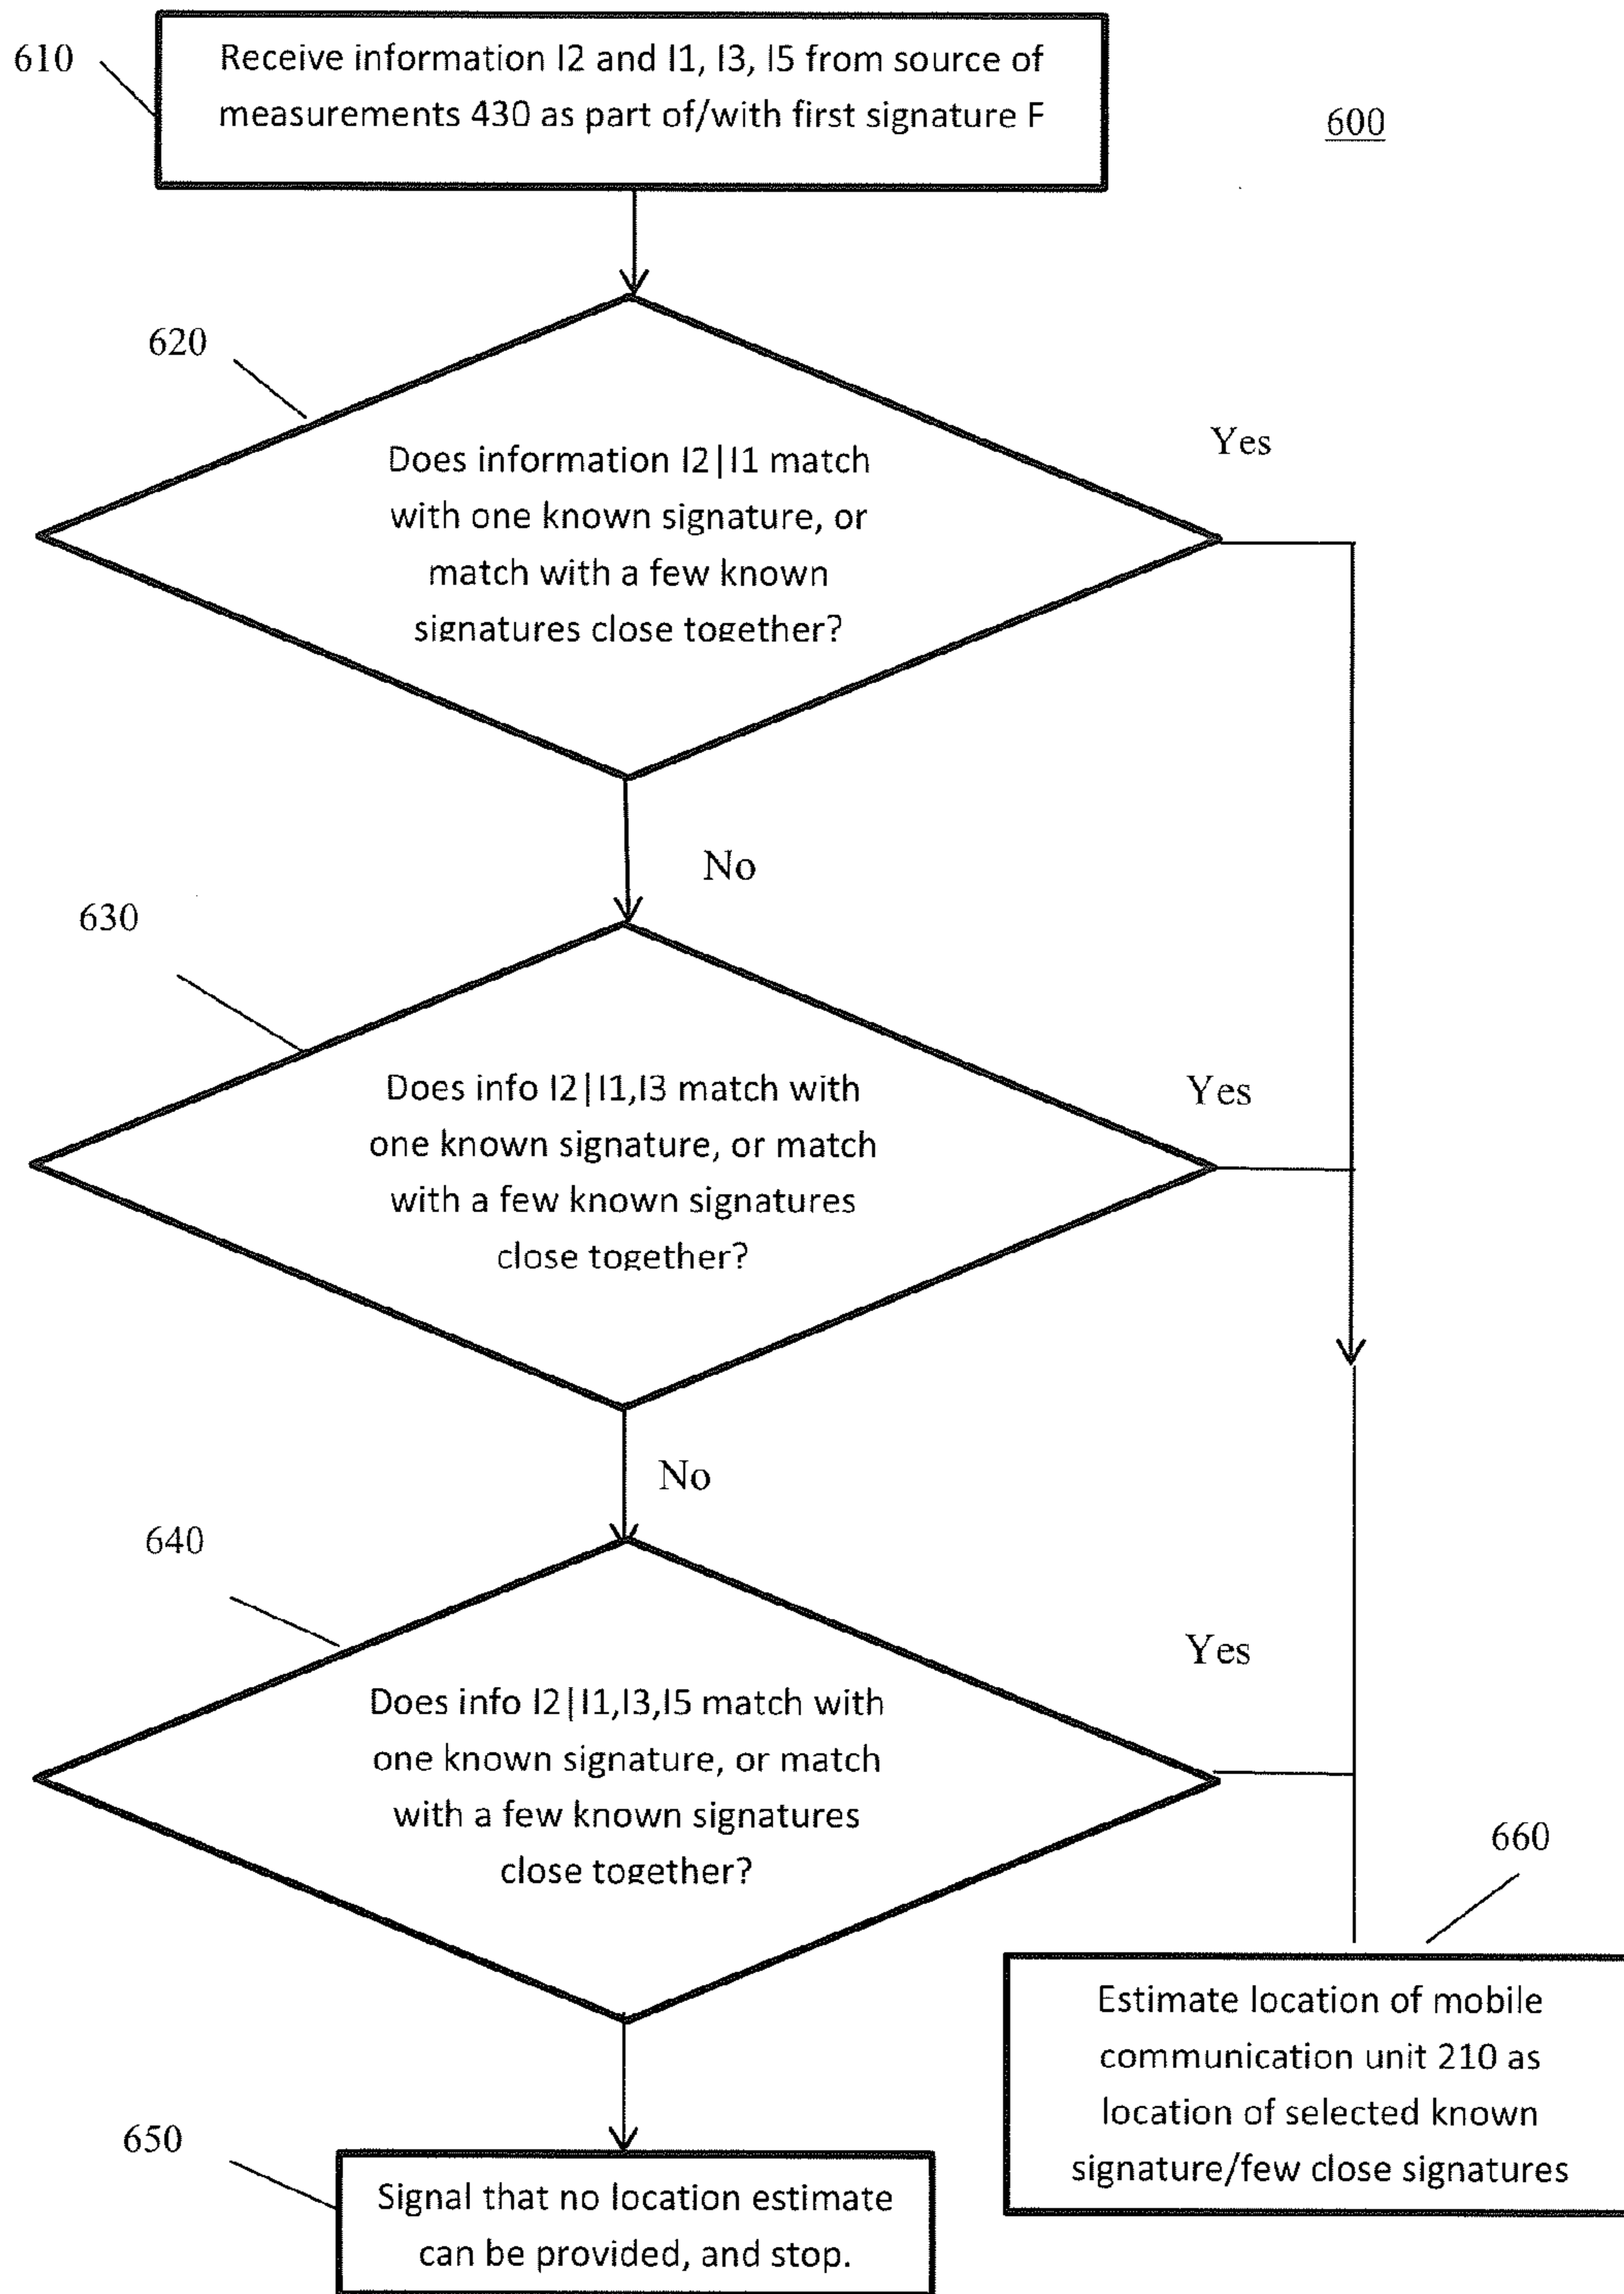 610
Receive information I2 and I1, I3, I5 from source of
measurements 430 as part of/with first signature F
600
620
Does information I2|I1 match
with one known signature, or
match with a few known
signatures close together?
Yes
No
630
Does info I2|I1,I3 match with
one known signature, or match
with a few known signatures
close together?
Yes
No
640
Does info I2|I1,I3,I5 match with
one known signature, or match
with a few known signatures
close together?
Yes
660
Estimate location of mobile
communication unit 210 as
location of selected known
signature/few close signatures
650
Signal that no location estimate
can be provided, and stop.